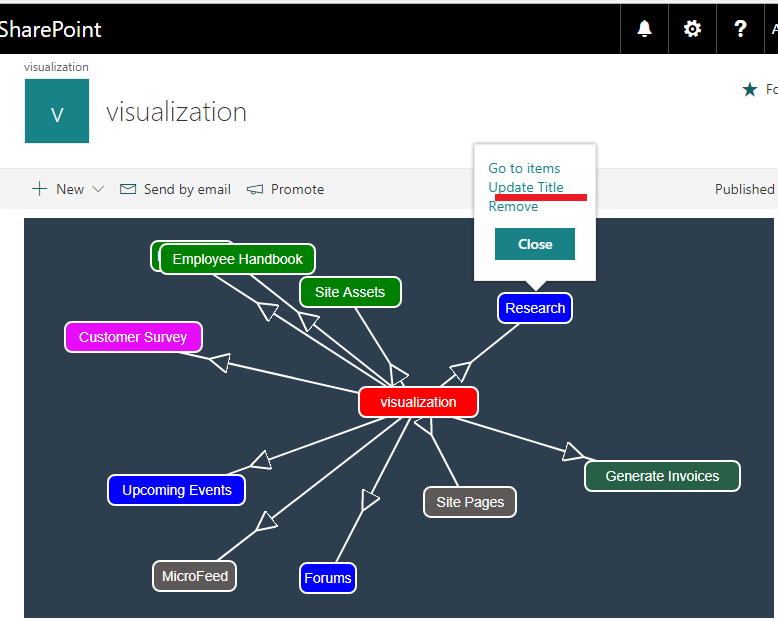 SharePoint
?
visualization
V
visualization
New
Send by email
Promote
Published
Go to items
Update Title
Remove
Close
Employee Handbook
Site Assets
Research
Customer Survey
visualization
Generate Invoices
Upcoming Events
Site Pages
MicroFeed
Forums